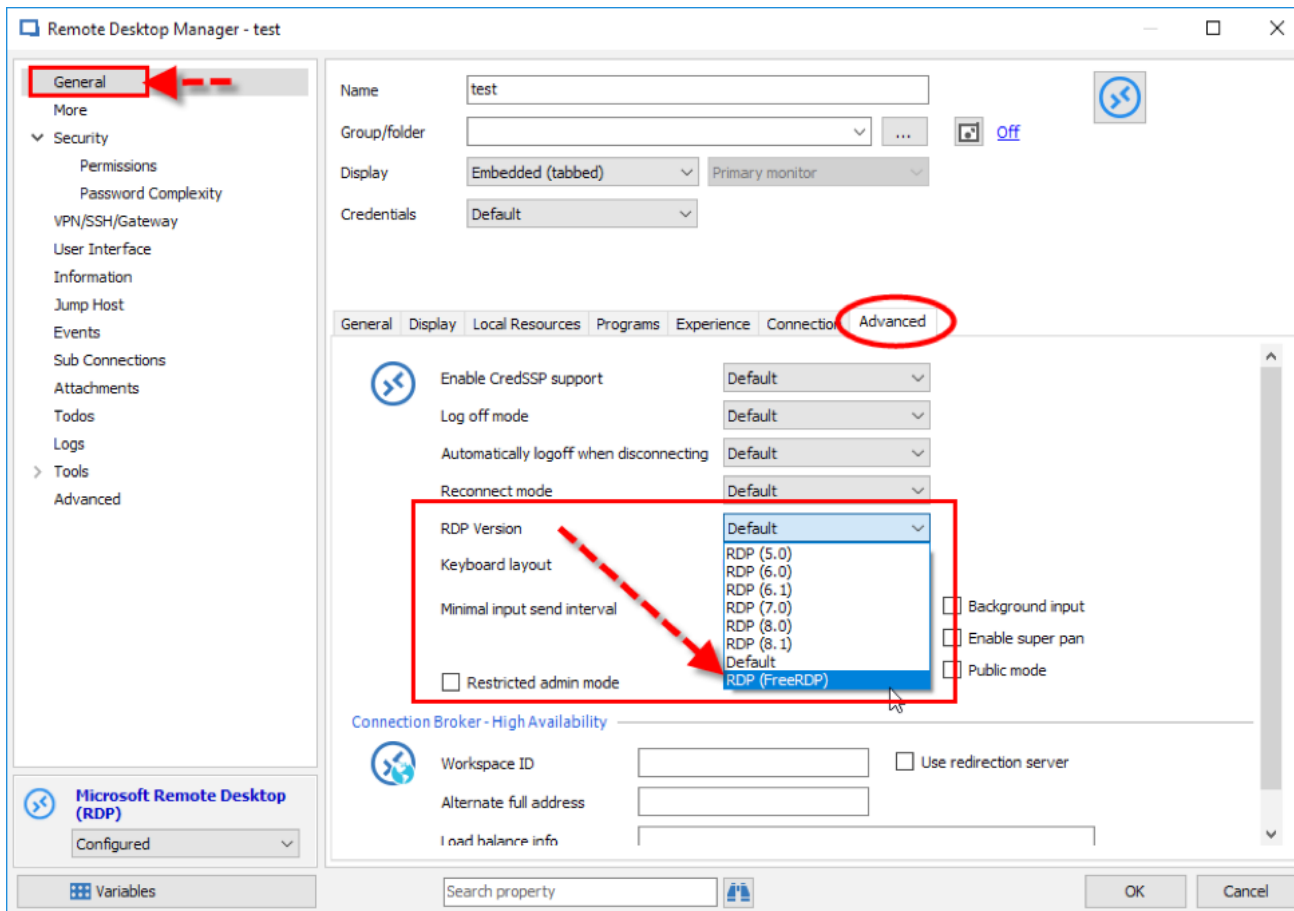 Remote Desktop Manager - test
General
More
Security
Permissions
Password Complexity
VPN/SSH/Gateway
User Interface
Information
Jump Host
Events
Sub Connections
Attachments
Todos
Logs
Tools
Advanced
Microsoft Remote Desktop
(RDP)
Configured
Variables
Name test
Group/folder ... Off
Display Embedded (tabbed) Primary monitor
Credentials Default
General Display Local Resources Programs Experience Connection Advanced
Enable CredSSP support Default
Log off mode Default
Automatically logoff when disconnecting Default
Reconnect mode Default
RDP Version Default
RDP (5.0)
Keyboard layout
RDP (6.0)
RDP (6.1)
Minimal input send interval
RDP (7.0)
Background input
RDP (8.0)
Enable super pan
RDP (8.1)
Default
Public mode
RDP (FreeRDP)
Restricted admin mode
Connection Broker - High Availability
Workspace ID Use redirection server
Alternate full address
Load balance info
Search property
OK Cancel